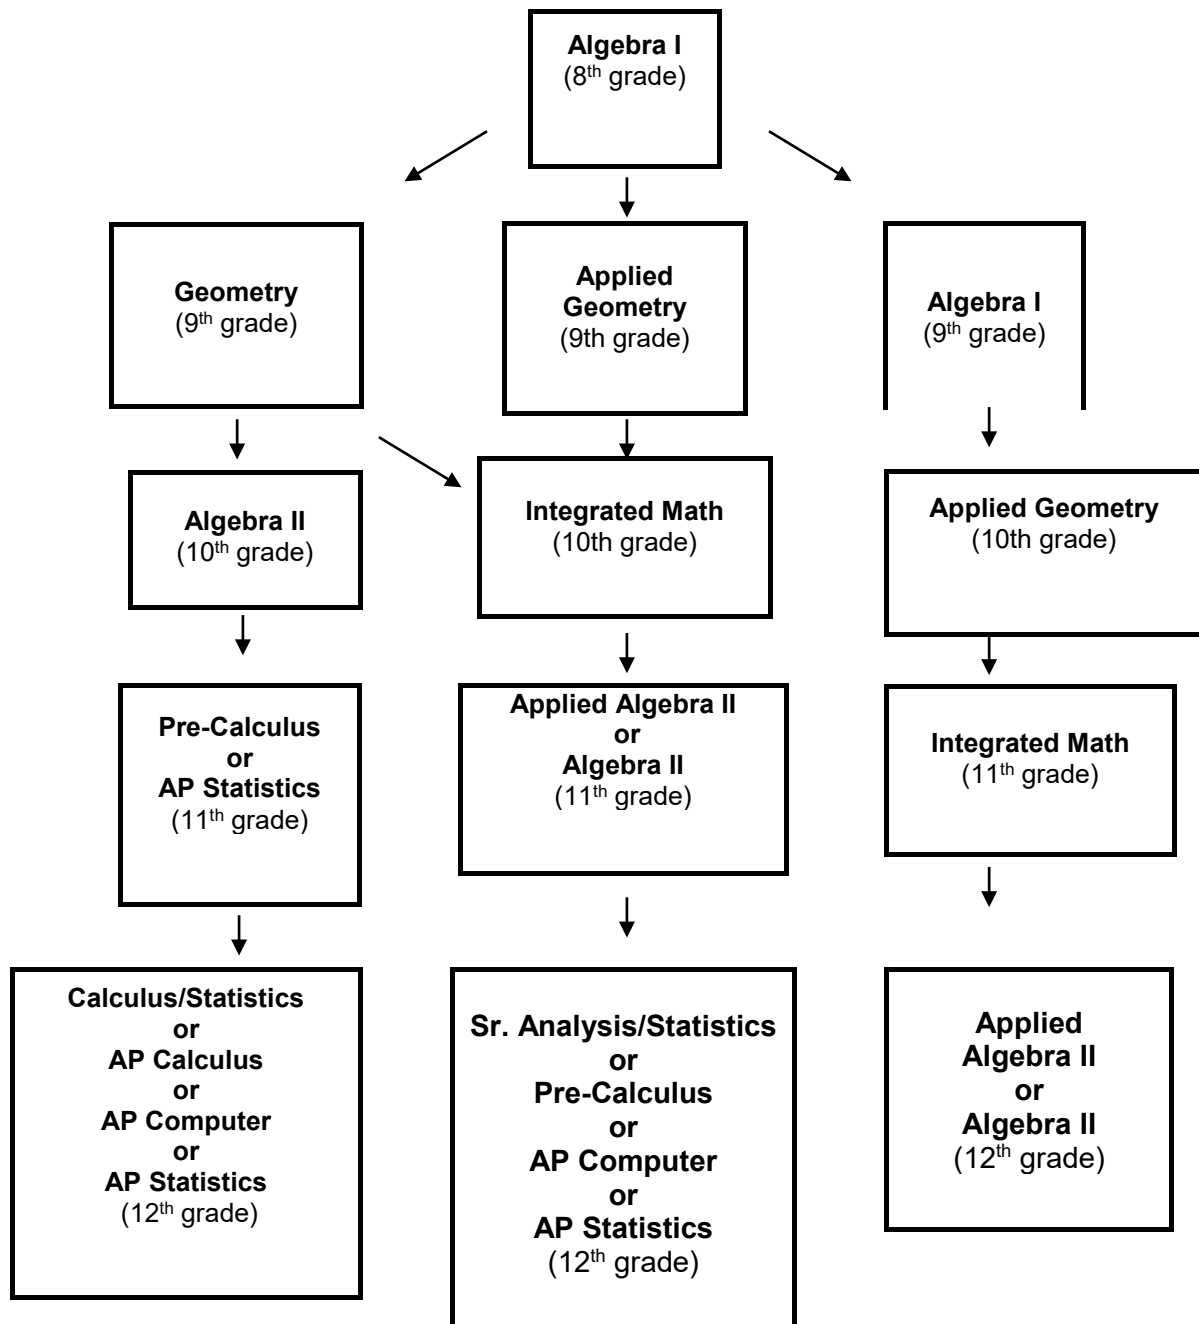 Algebra I
(8th grade)
Geometry
(9th grade)
Applied
Geometry
(9th grade)
Algebra I
(9th grade)
Algebra II
(10th grade)
Integrated Math
(10th grade)
Applied Geometry
(10th grade)
Pre-Calculus
or
AP Statistics
(11th grade)
Applied Algebra II
or
Algebra II
(11th grade)
Integrated Math
(11th grade)
Calculus/Statistics
or
AP Calculus
or
AP Computer
or
AP Statistics
(12th grade)
Sr. Analysis/Statistics
or
Pre-Calculus
or
AP Computer
or
AP Statistics
(12th grade)
Applied
Algebra II
or
Algebra II
(12th grade)